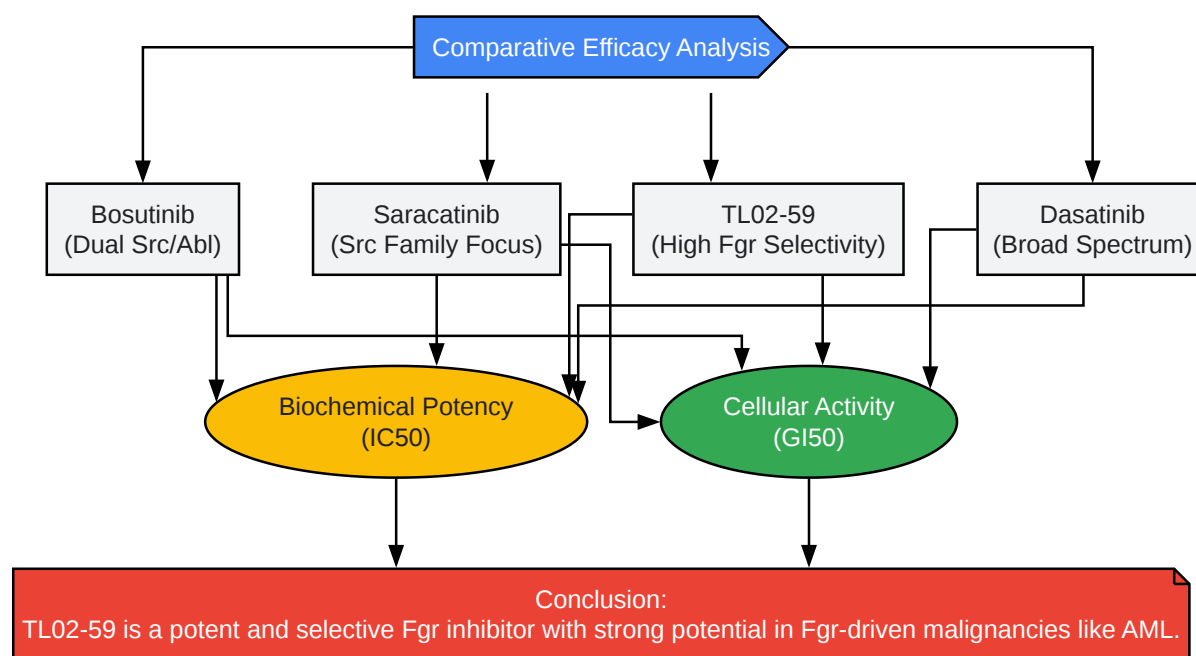 Comparative Efficacy Analysis
Bosutinib
(Dual Src/Abl)
Saracatinib
(Src Family Focus)
TL02-59
(High Fgr Selectivity)
Dasatinib
(Broad Spectrum)
Biochemical Potency
(IC50)
Cellular Activity
(GI50)
Conclusion:
TL02-59 is a potent and selective Fgr inhibitor with strong potential in Fgr-driven malignancies like AML.